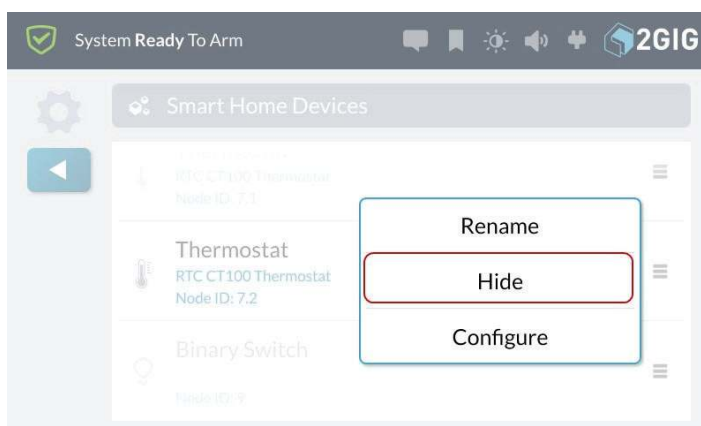 System Ready To Arm
2GIG
Smart Home Devices
RTC CT100 Thermostat
Node ID: 7.1
Rename
Thermostat
RTC CT100 Thermostat
Hide
Node ID: 7.2
Configure
Binary Switch
Node ID: 9